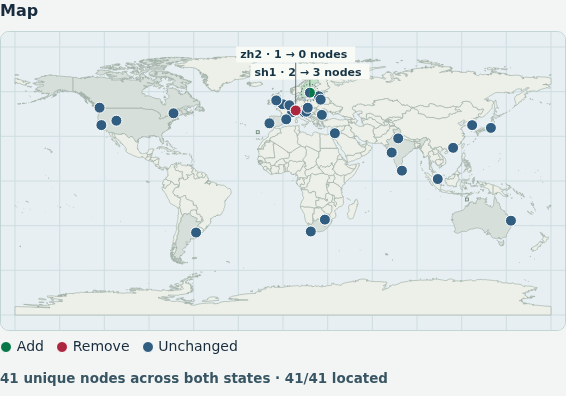 Map
zh2 · 1 → 0 nodes
sh1 · 2 → 3 nodes
Add
Remove
Unchanged
41 unique nodes across both states · 41/41 located